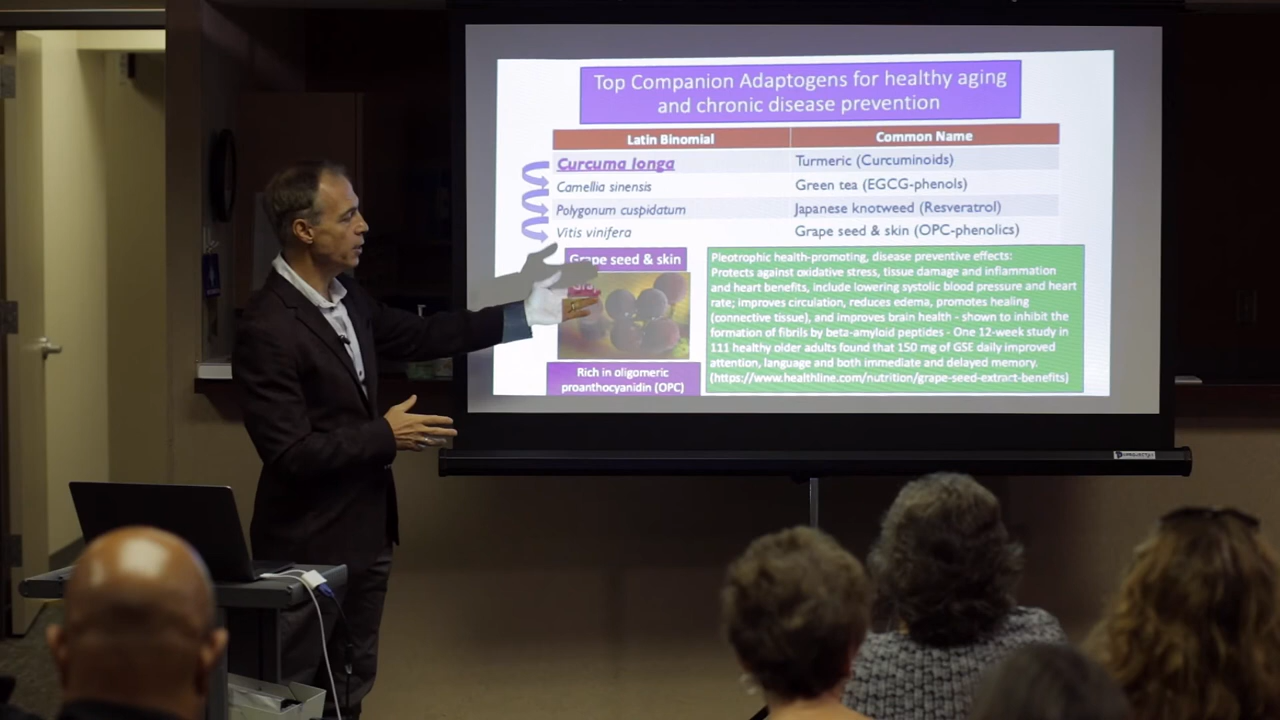 Top Companion Adaptogens for healthy aging
and chronic disease prevention
Latin Binomial Common Name
Curcuma longa Turmeric (Curcuminoids)
Camellia sinensis Green tea (EGCG-phenols)
Polygonum cuspidatum Japanese knotweed (Resveratrol)
Vitis vinifera Grape seed & skin (OPC-phenolics)
Grape seed & skin
Gra
Rich in oligomeric
proanthocyanidin (OPC)
Pleotrophic health-promoting, disease preventive effects:
Protects against oxidative stress, tissue damage and inflammation
and heart benefits, include lowering systolic blood pressure and heart
rate; improves circulation, reduces edema, promotes healing
(connective tissue), and improves brain health - shown to inhibit the
formation of fibrils by beta-amyloid peptides - One 12-week study in
111 healthy older adults found that 150 mg of GSE daily improved
attention, language and both immediate and delayed memory.
(https://www.healthline.com/nutrition/grape-seed-extract-benefits)